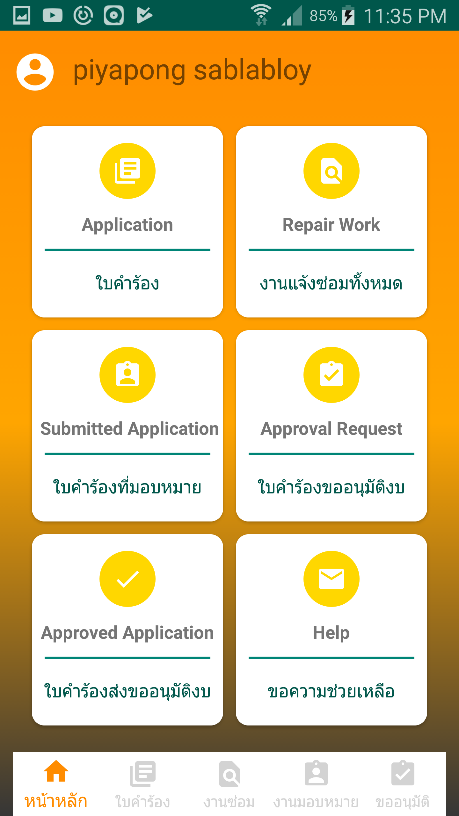 85% 11:35 PM
piyapong sablabloy
Application
ใบคำร้อง
Repair Work
งานแจ้งซ่อมทั้งหมด
Submitted Application
ใบคำร้องที่มอบหมาย
Approval Request
ใบคำร้องขออนุมัติงบ
Approved Application
ใบคำร้องส่งขออนุมัติงบ
Help
ขอความช่วยเหลือ
หน้าหลัก ใบคำร้อง งานซ่อม งานมอบหมาย ขออนุมัติ